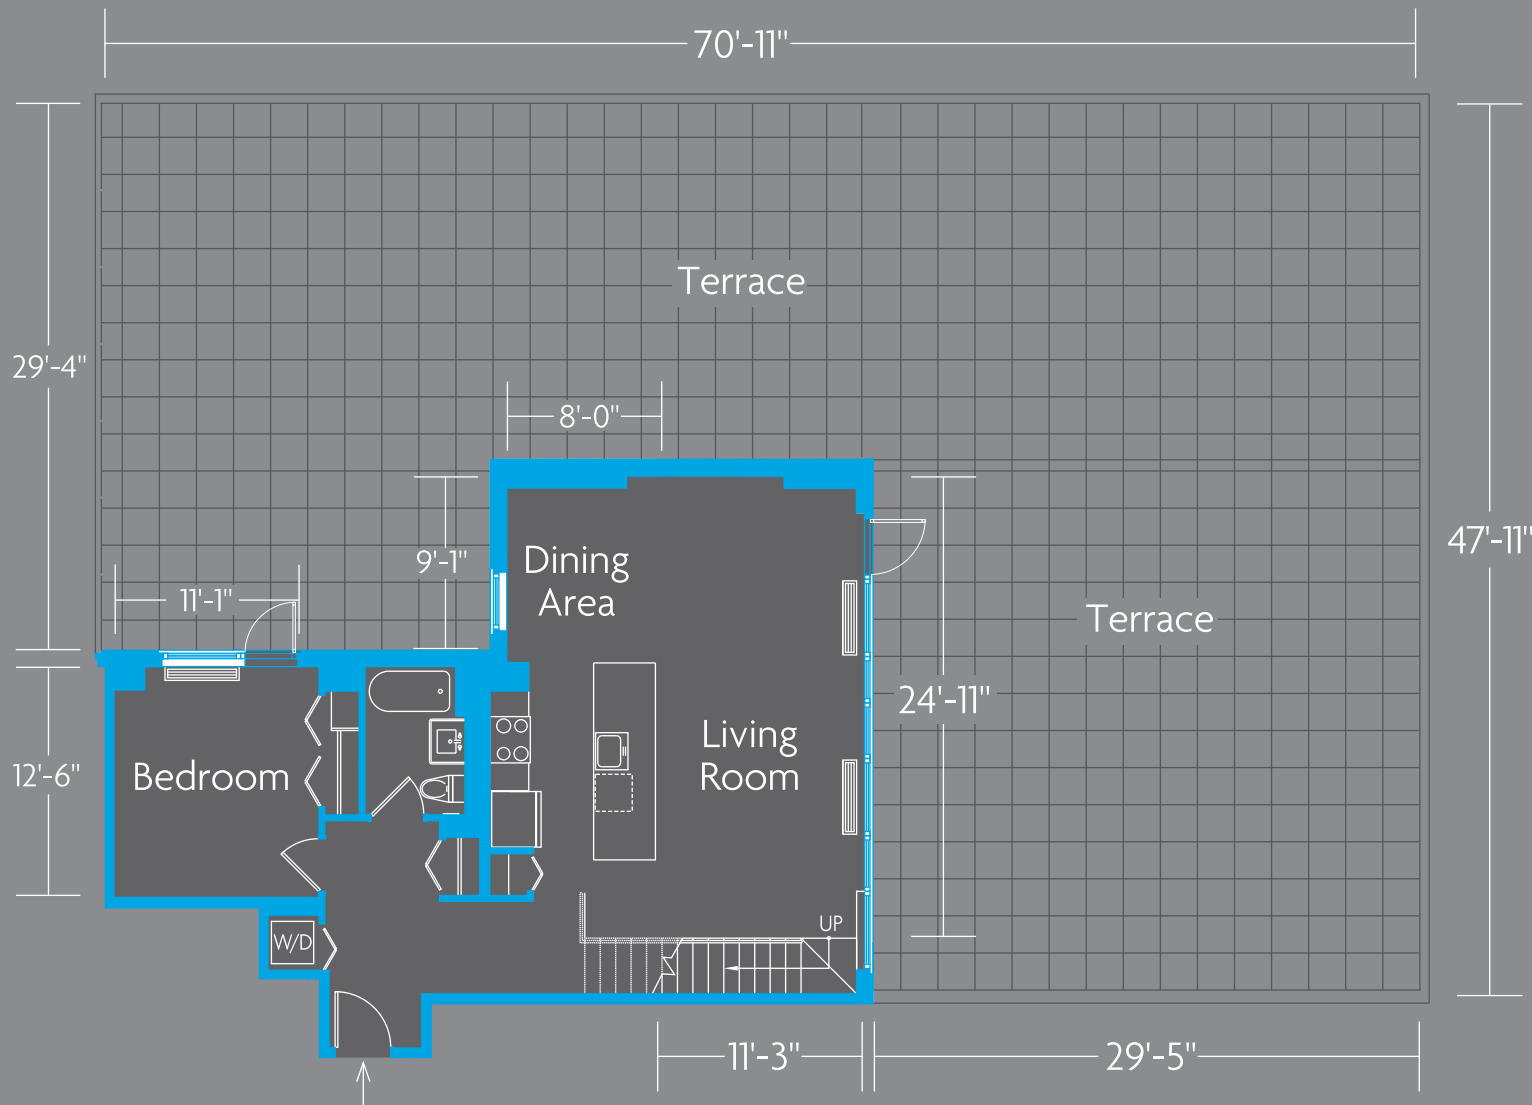 70'-11"
Terrace
29'-4"
8'-0"
47'-11"
9'-1"
Dining
Area
11'-1"
Terrace
24'-11"
Living
Room
12'-6"
Bedroom
UP
W/D
11'-3"
29'-5"